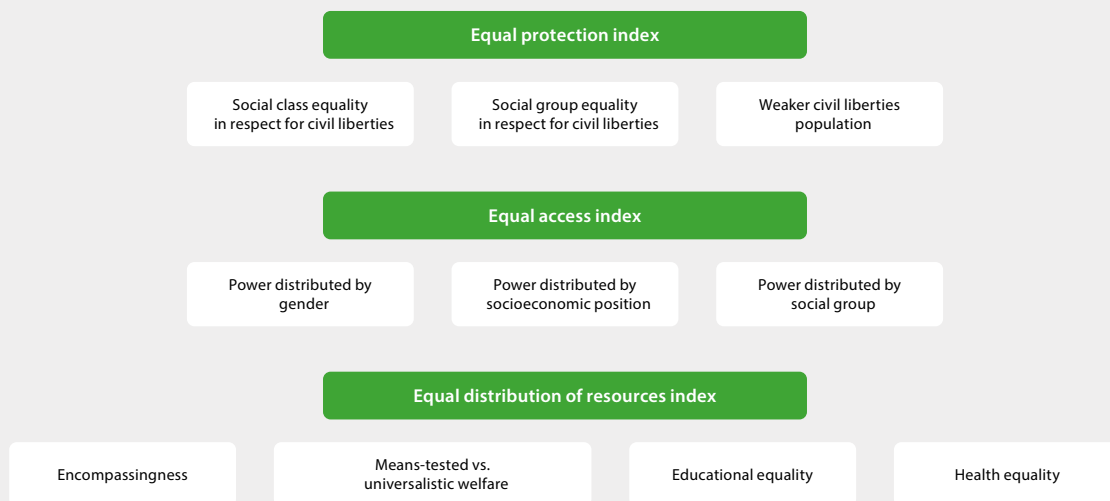 Equal protection index
Social class equality
in respect for civil liberties
Social group equality
in respect for civil liberties
Weaker civil liberties
population
Equal access index
Power distributed by
gender
Power distributed by
socioeconomic position
Power distributed by
social group
Equal distribution of resources index
Encompassingness
Means-tested vs.
universalistic welfare
Educational equality
Health equality